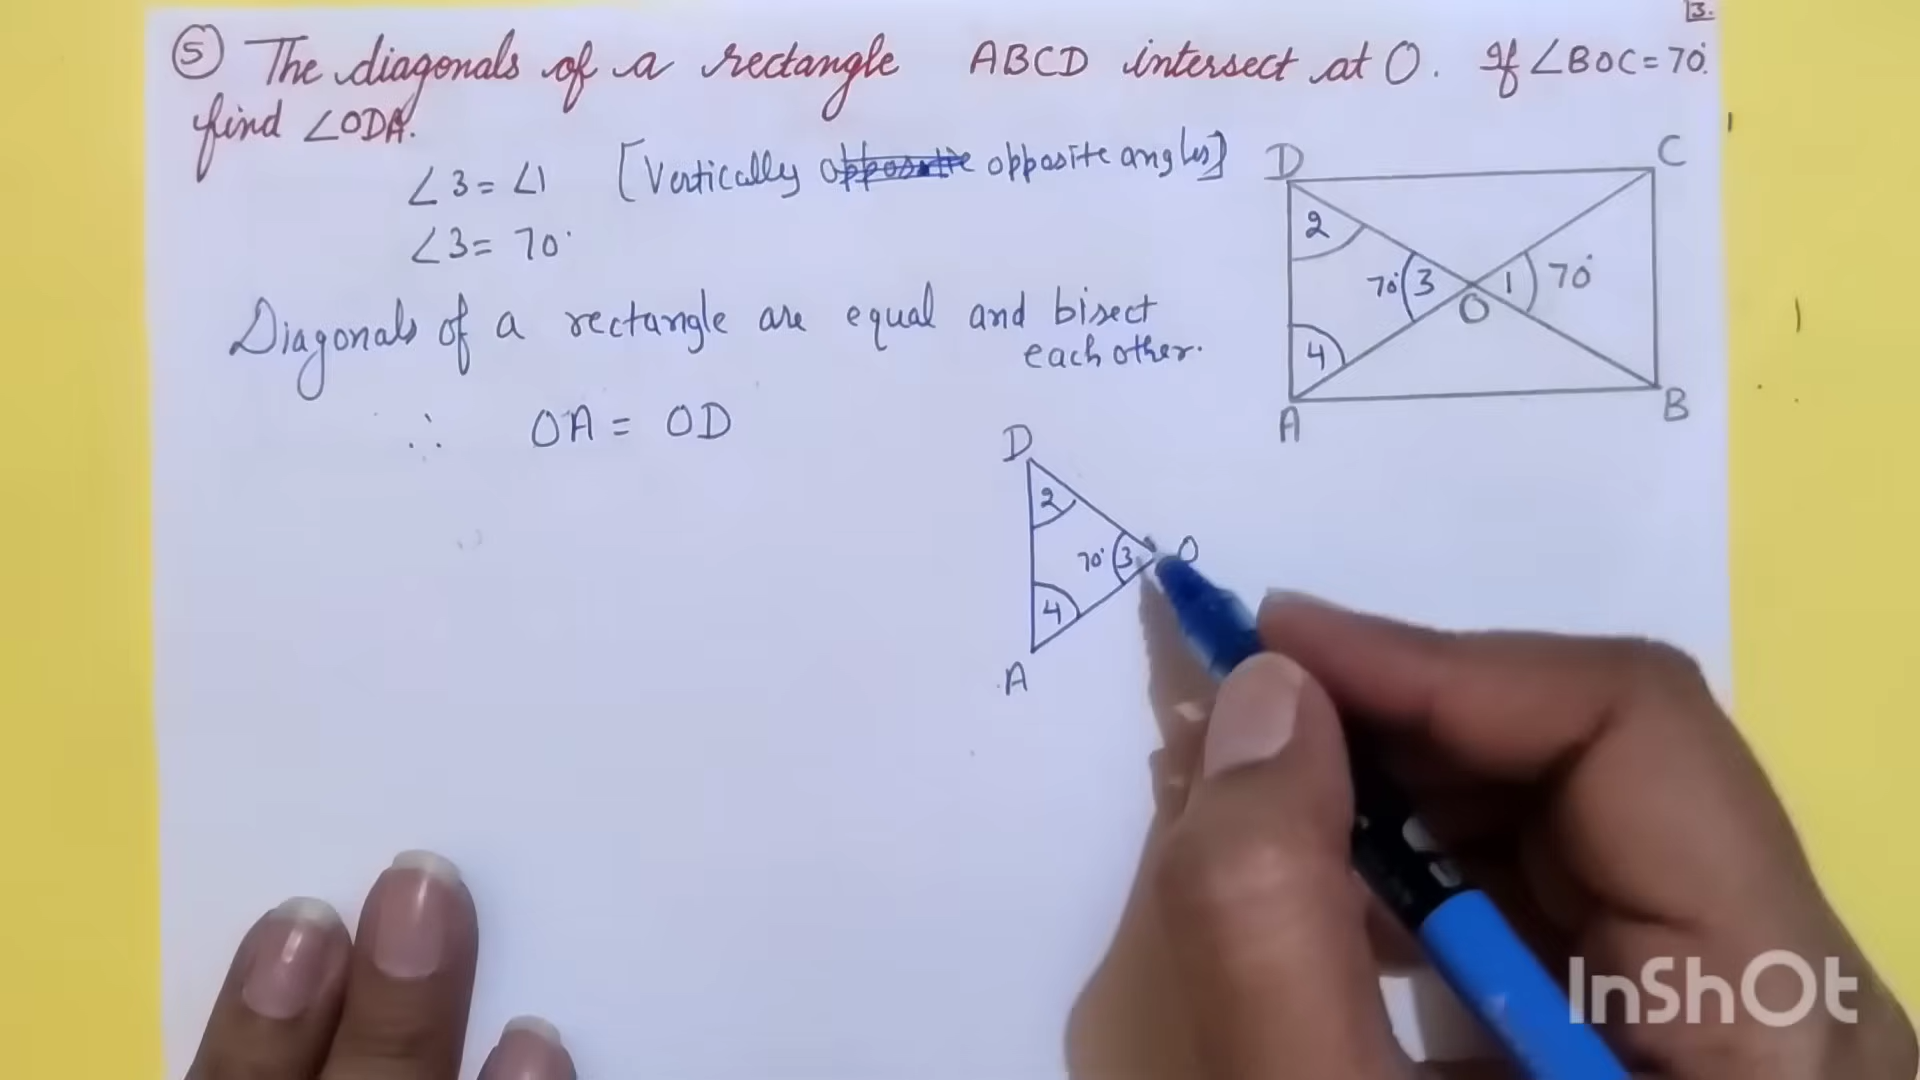 3.
⑤ The diagonals of a rectangle ABCD intersect at O. If ∠BOC = 70°.
find ∠ODA.
∠3 = ∠1 [Vertically opposite opposite angles]
∠3 = 70°
Diagonals of a rectangle are equal and bisect
each other.
∴ OA = OD
D C
2
70° 3 O 1 70°
4
A B
D
2
70° 3 O
4
A
InShOt